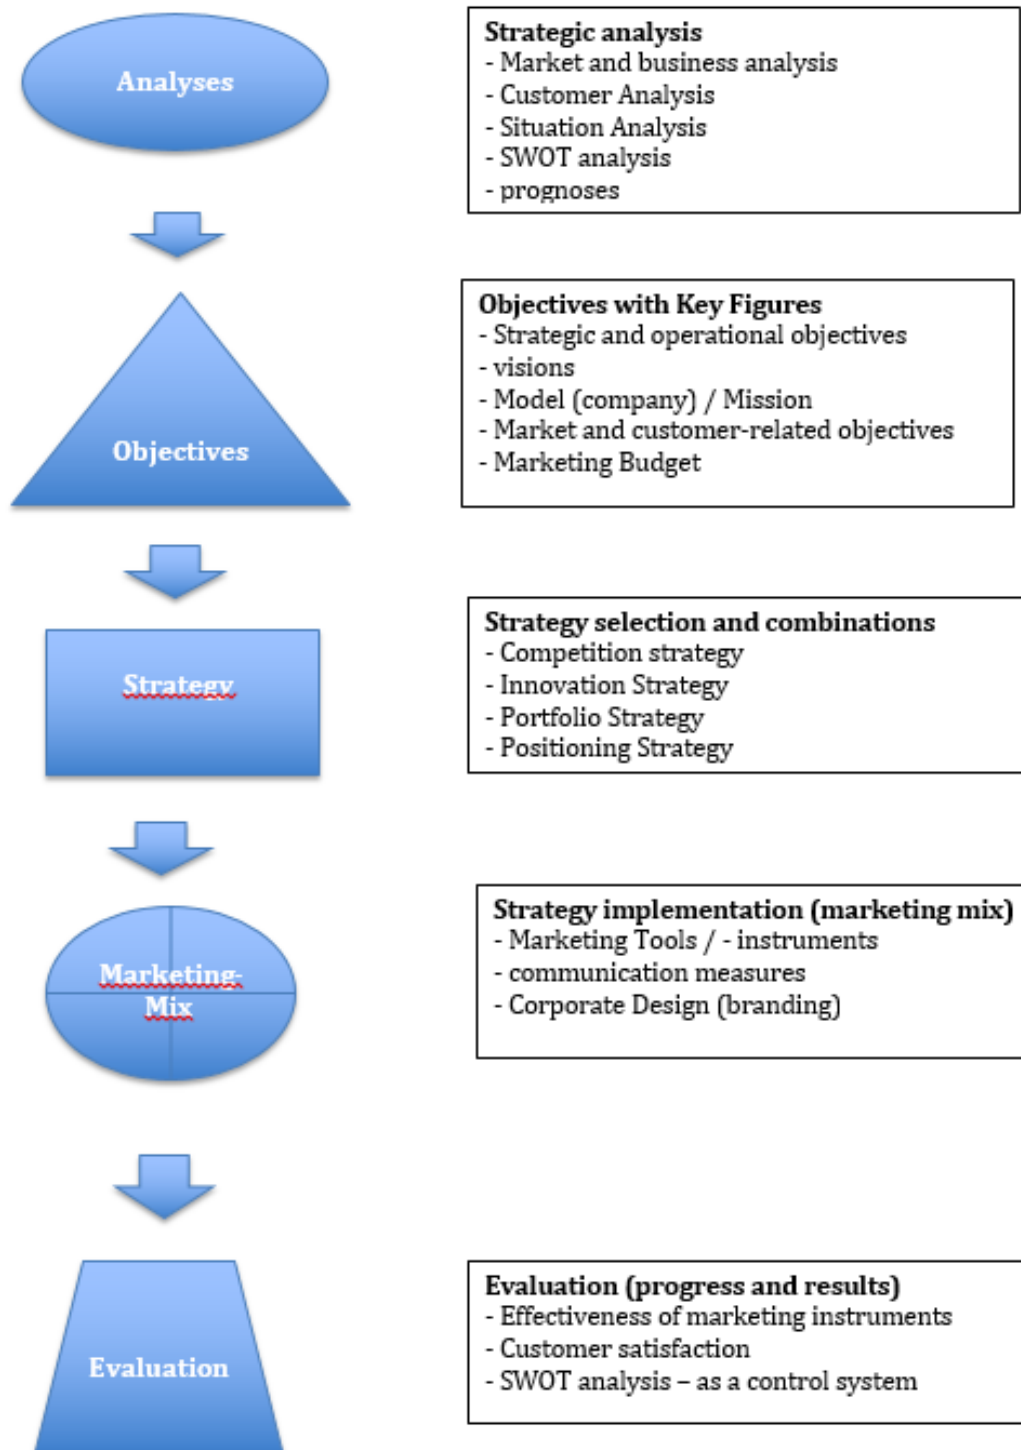 Analyses
Strategic analysis
- Market and business analysis
- Customer Analysis
- Situation Analysis
- SWOT analysis
- prognoses
Objectives
Objectives with Key Figures
- Strategic and operational objectives
- visions
- Model (company) / Mission
- Market and customer-related objectives
- Marketing Budget
Strategy
Strategy selection and combinations
- Competition strategy
- Innovation Strategy
- Portfolio Strategy
- Positioning Strategy
Marketing-
Mix
Strategy implementation (marketing mix)
- Marketing Tools / - instruments
- communication measures
- Corporate Design (branding)
Evaluation
Evaluation (progress and results)
- Effectiveness of marketing instruments
- Customer satisfaction
- SWOT analysis – as a control system